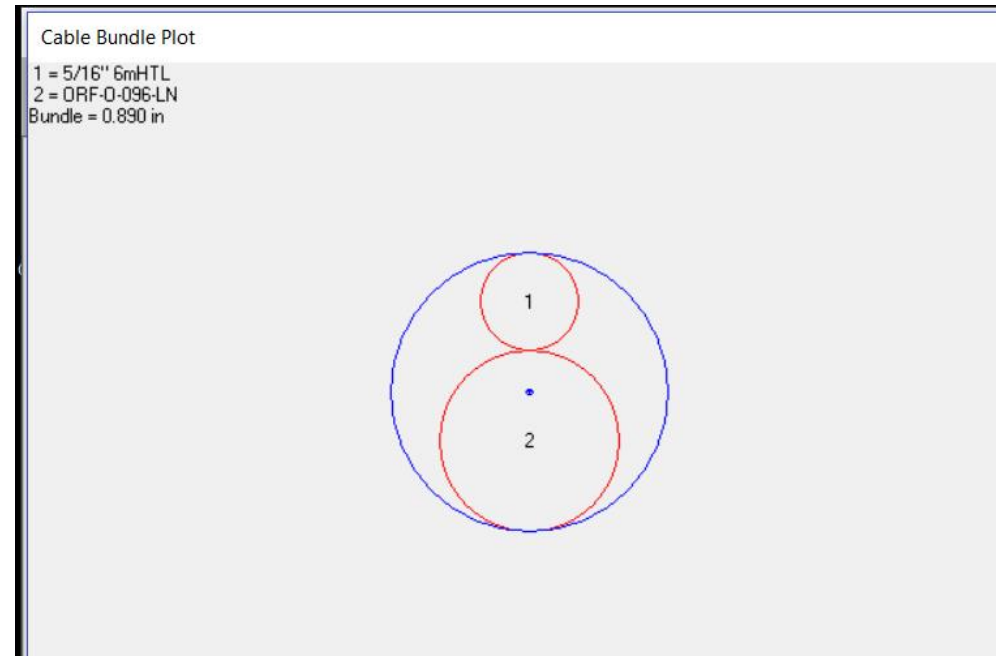 Cable Bundle Plot
1 = 5/16" 6mHTL
2 = ORF-O-096-LN
Bundle = 0.890 in
1
2